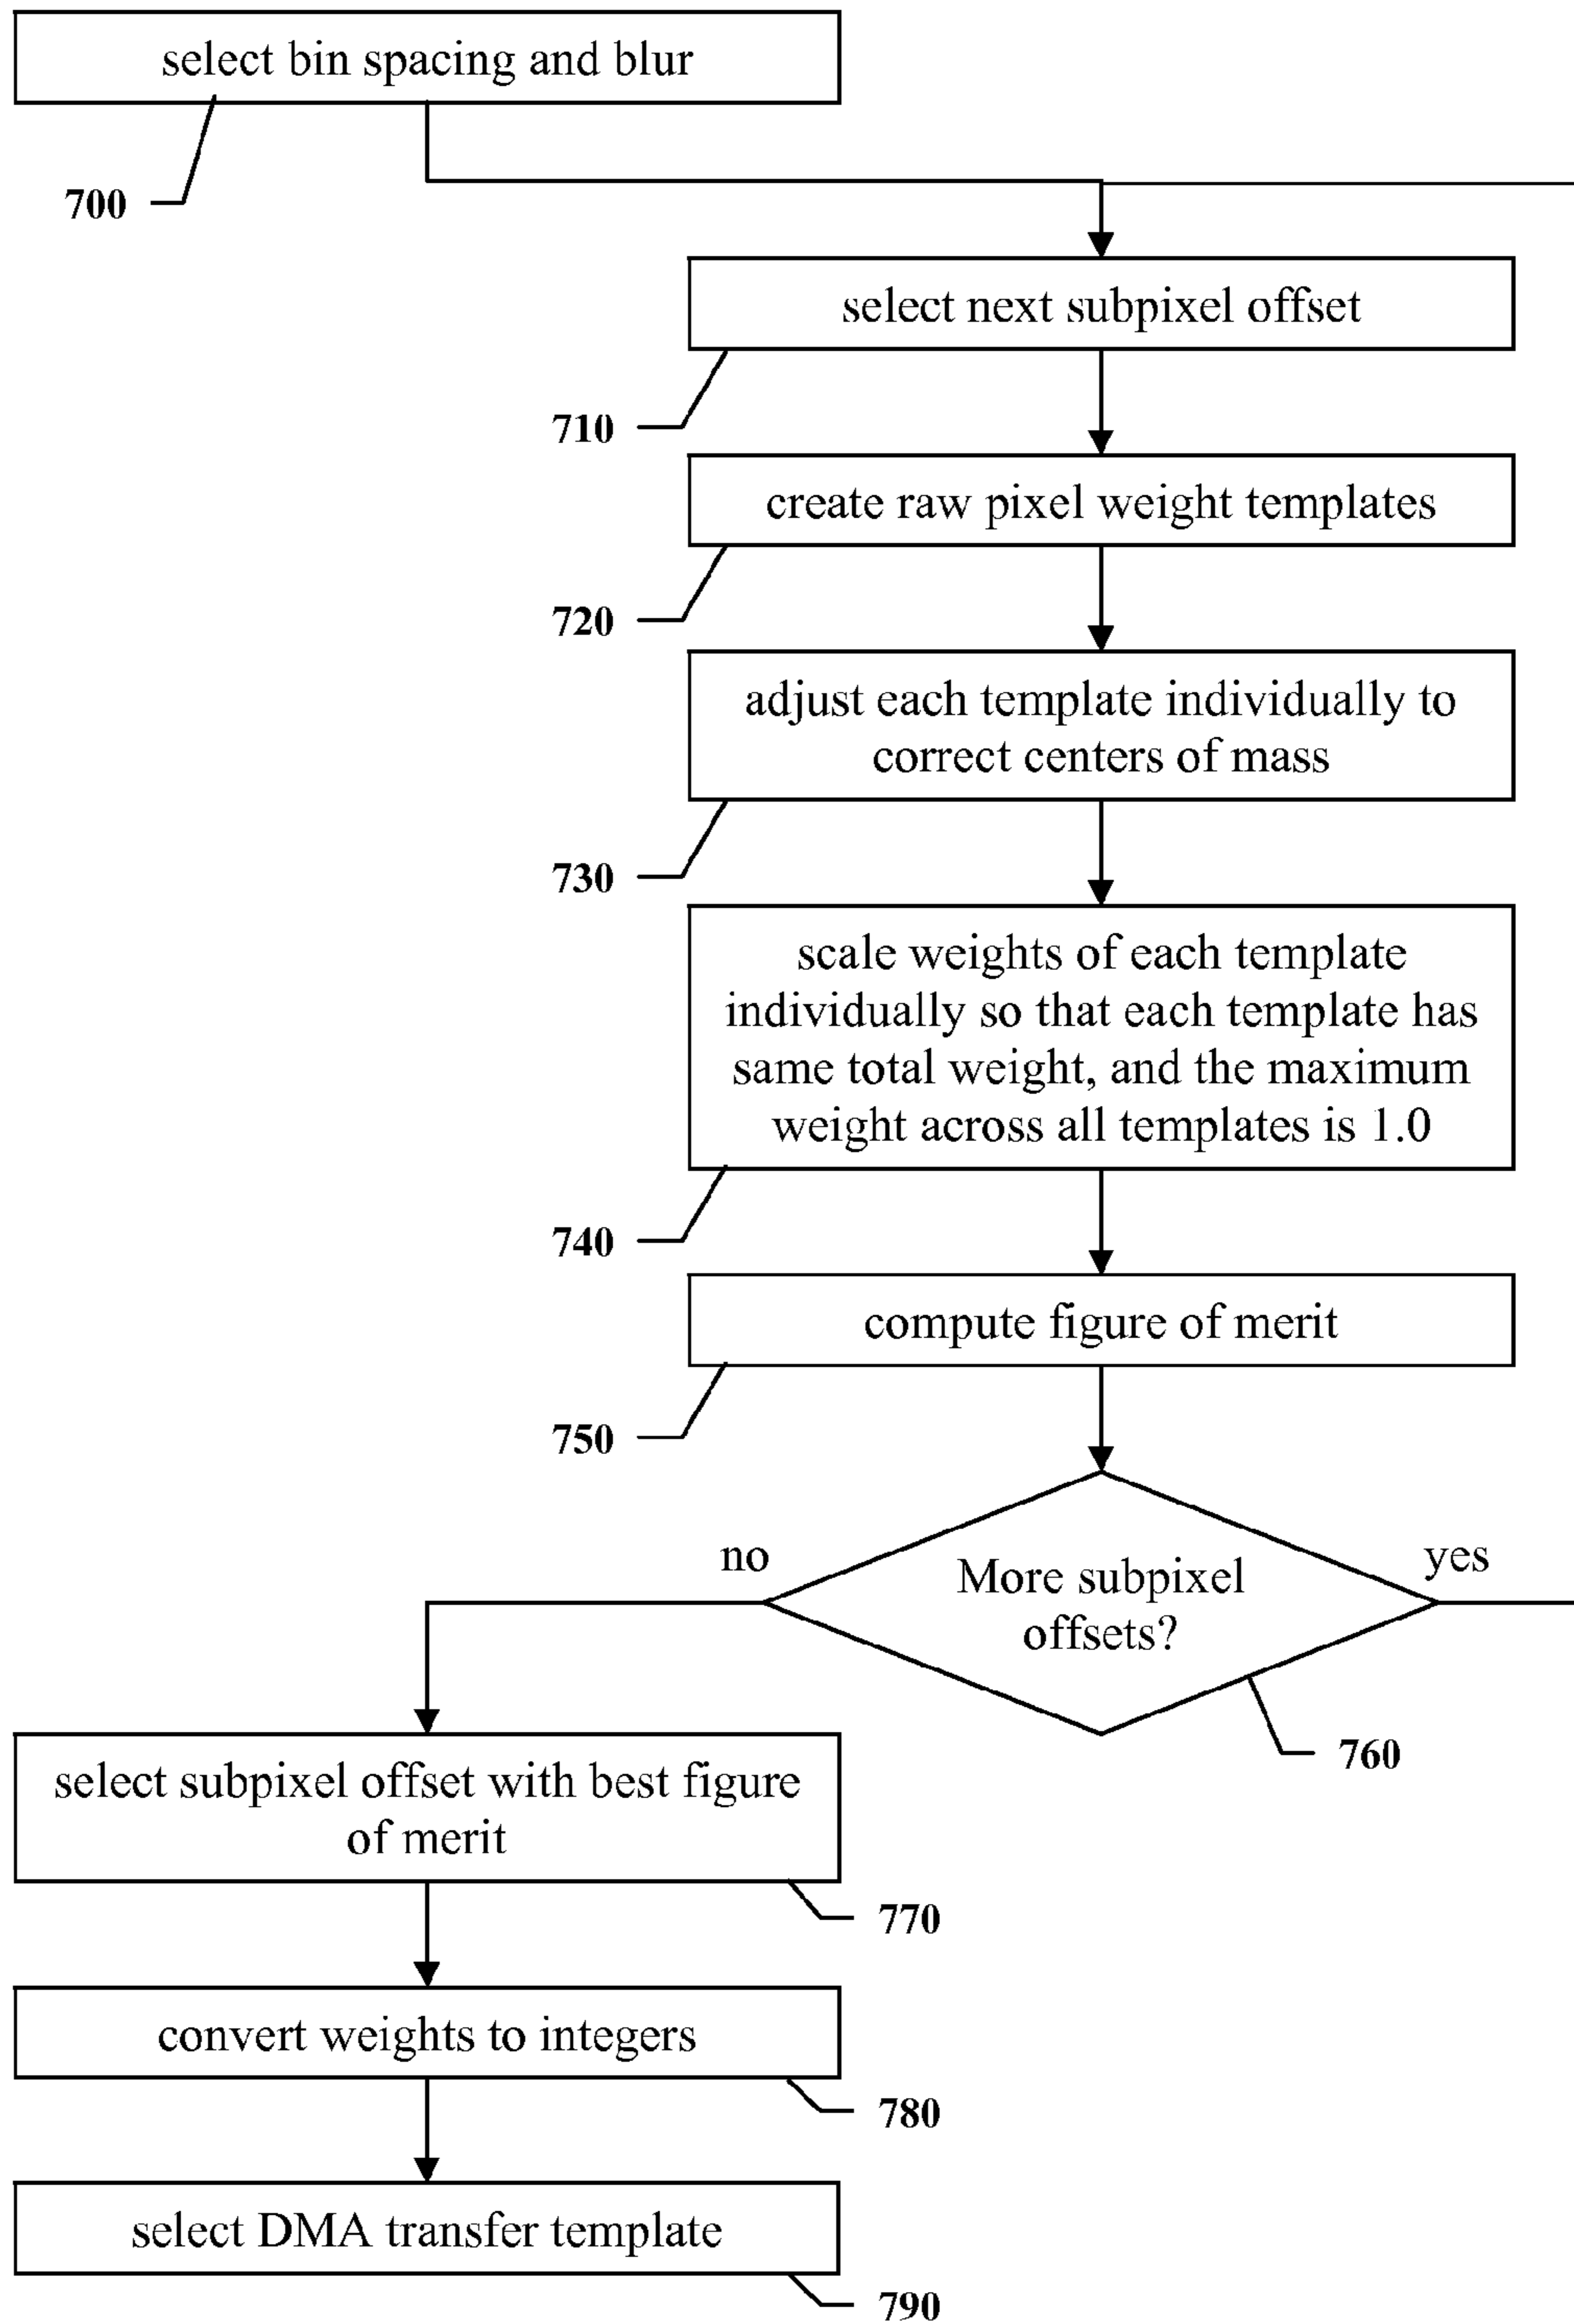 select bin spacing and blur
700
select next subpixel offset
710
create raw pixel weight templates
720
adjust each template individually to
correct centers of mass
730
scale weights of each template
individually so that each template has
same total weight, and the maximum
weight across all templates is 1.0
740
compute figure of merit
750
no
More subpixel
offsets?
yes
760
select subpixel offset with best figure
of merit
770
convert weights to integers
780
select DMA transfer template
790